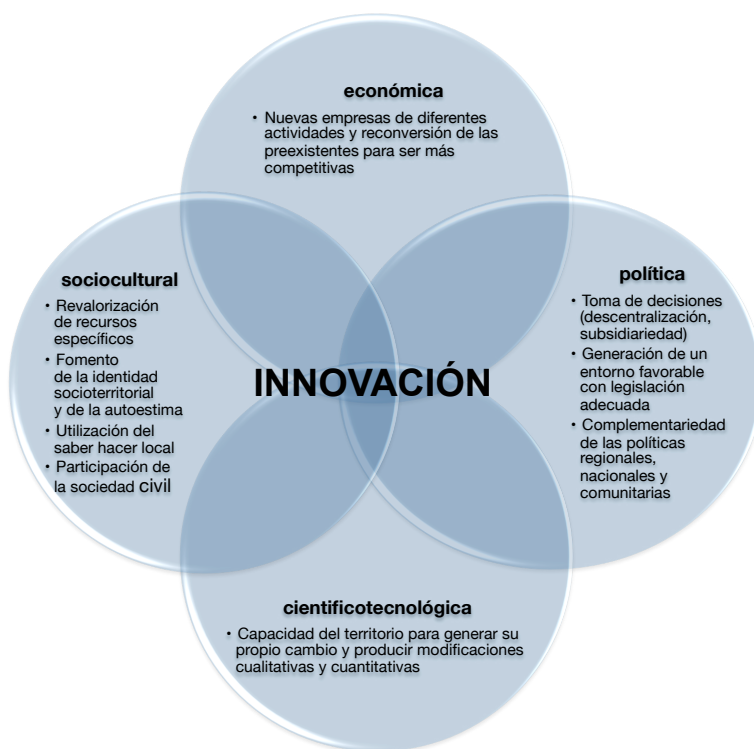 económica
• Nuevas empresas de diferentes
actividades y reconversión de las
preexistentes para ser más
competitivas
sociocultural
• Revalorización
de recursos
específicos
• Fomento
de la identidad
socioterritorial
y de la autoestima
• Utilización del
saber hacer local
• Participación de
la sociedad civil
política
• Toma de decisiones
(descentralización,
subsidiariedad)
• Generación de un
entorno favorable
con legislación
adecuada
• Complementariedad
de las políticas
regionales,
nacionales y
comunitarias
INNOVACIÓN
cientificotecnológica
• Capacidad del territorio para generar su
propio cambio y producir modificaciones
cualitativas y cuantitativas